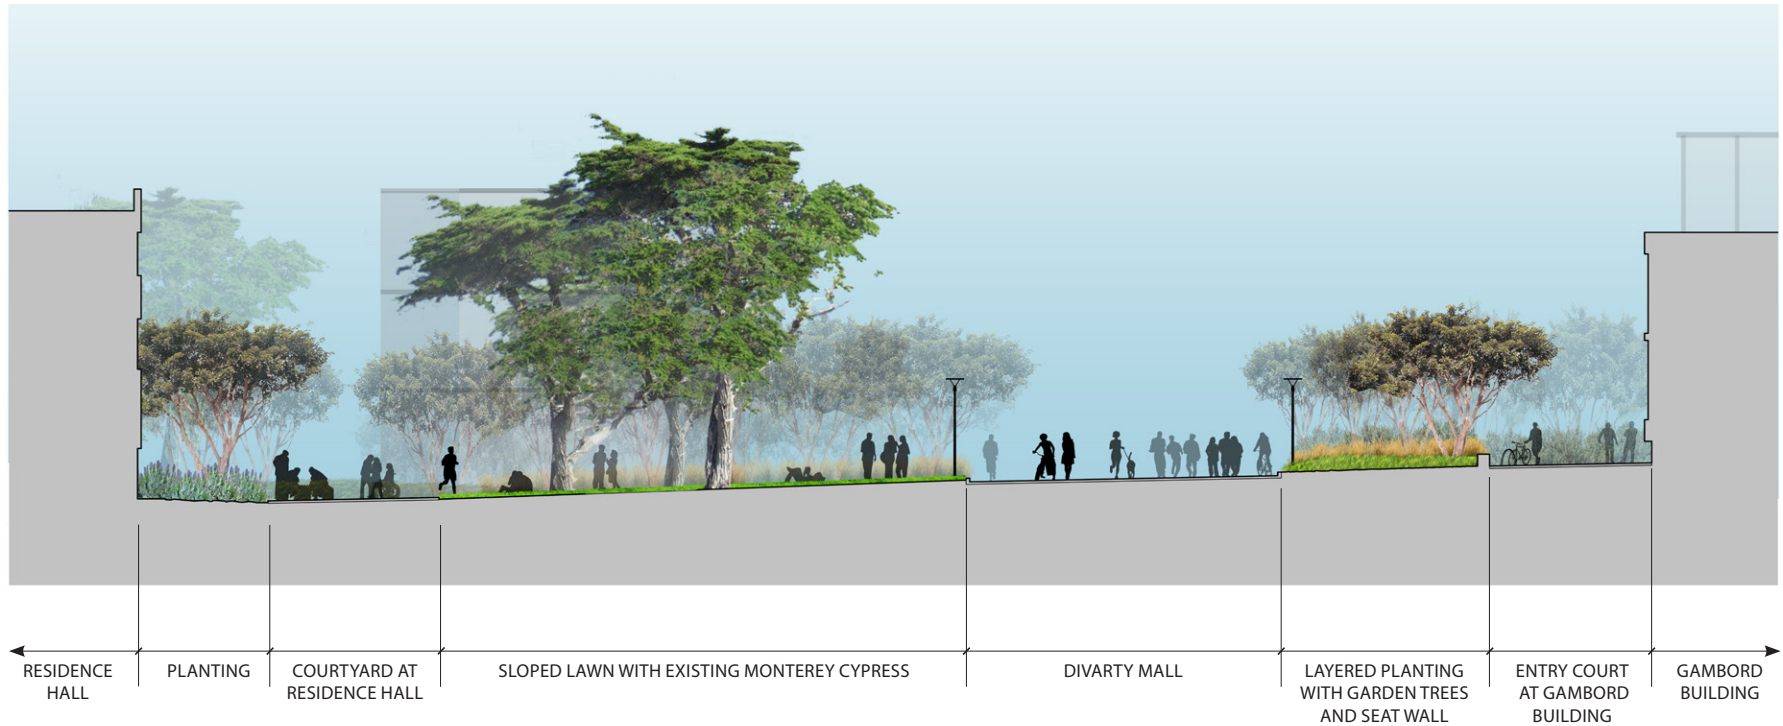 RESIDENCE
HALL
PLANTING
COURTYARD AT
RESIDENCE HALL
SLOPED LAWN WITH EXISTING MONTEREY CYPRESS
DIVARTY MALL
LAYERED PLANTING
WITH GARDEN TREES
AND SEAT WALL
ENTRY COURT
AT GAMBORD
BUILDING
GAMBORD
BUILDING